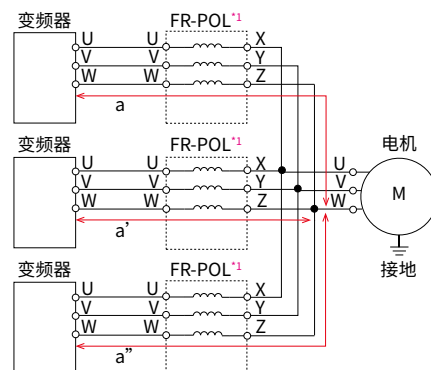 变频器 FR-POL*1
U U X
V V Y
W W Z
a
变频器 FR-POL*1 电机
U U X U
V V Y V M
W W Z W
a’
接地
变频器 FR-POL*1
U U X
V V Y
W W Z
a”